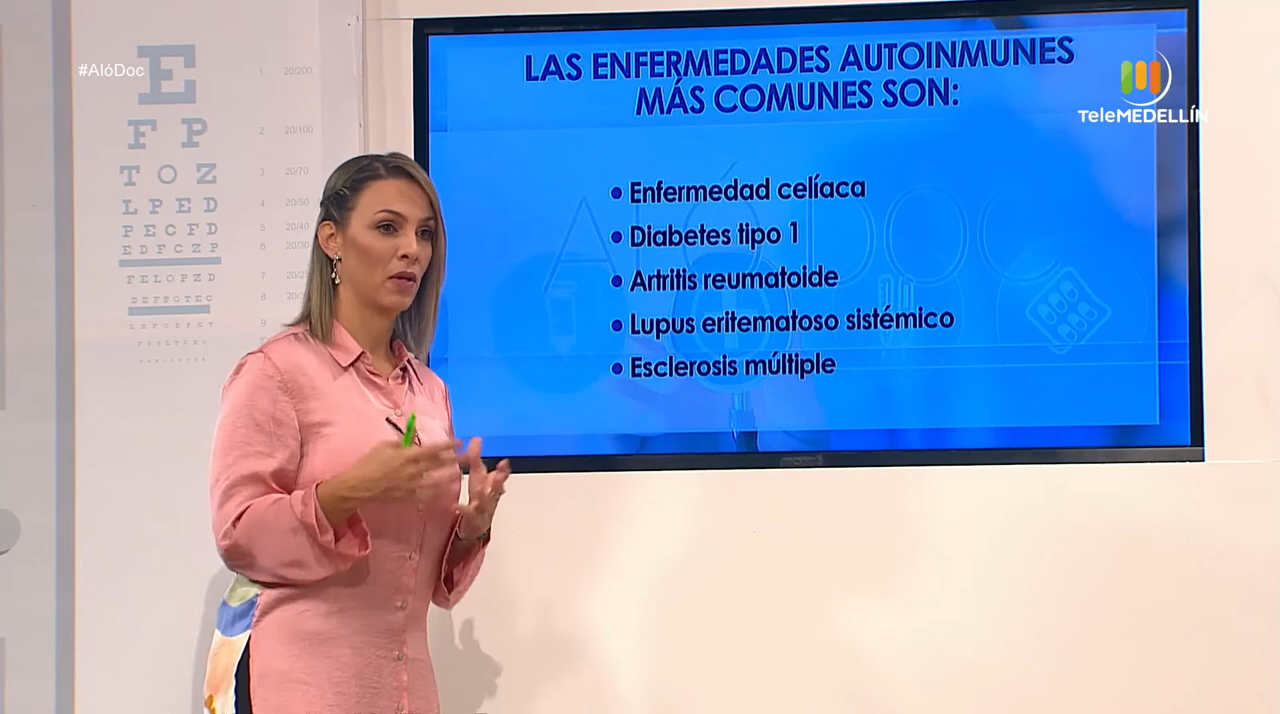 #AlóDoc
E
1 20/200
F P
2 20/100
T O Z
3 20/70
L P E D
4 20/50
P E C F D
5 20/40
E D F C Z P
6 20/30
F E L O P Z D
7
D E F P O T E C
8
9
LAS ENFERMEDADES AUTOINMUNES
MÁS COMUNES SON:
• Enfermedad celíaca
• Diabetes tipo 1
• Artritis reumatoide
• Lupus eritematoso sistémico
• Esclerosis múltiple
ALÓ DOC
TeleMEDELLÍN